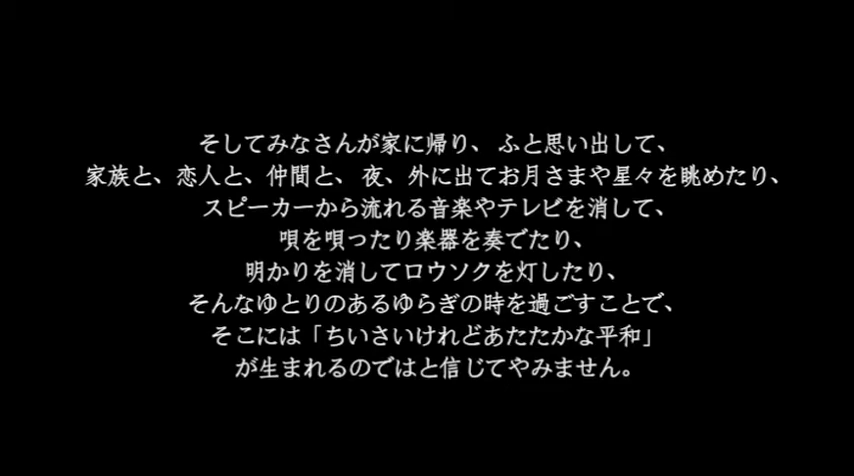 そしてみなさんが家に帰り、ふと思い出して、
家族と、恋人と、仲間と、夜、外に出てお月さまや星々を眺めたり、
スピーカーから流れる音楽やテレビを消して、
唄を唄ったり楽器を奏でたり、
明かりを消してロウソクを灯したり、
そんなゆとりのあるゆらぎの時を過ごすことで、
そこには「ちいさいけれどあたたかな平和」
が生まれるのではと信じてやみません。